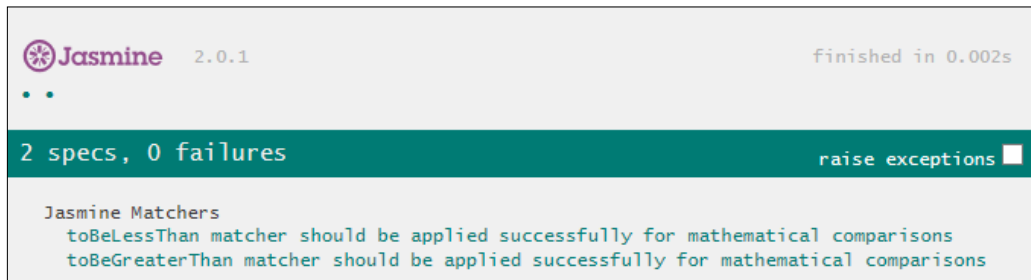 Jasmine 2.0.1 finished in 0.002s
2 specs, 0 failures raise exceptions
Jasmine Matchers
toBeLessThan matcher should be applied successfully for mathematical comparisons
toBeGreaterThan matcher should be applied successfully for mathematical comparisons